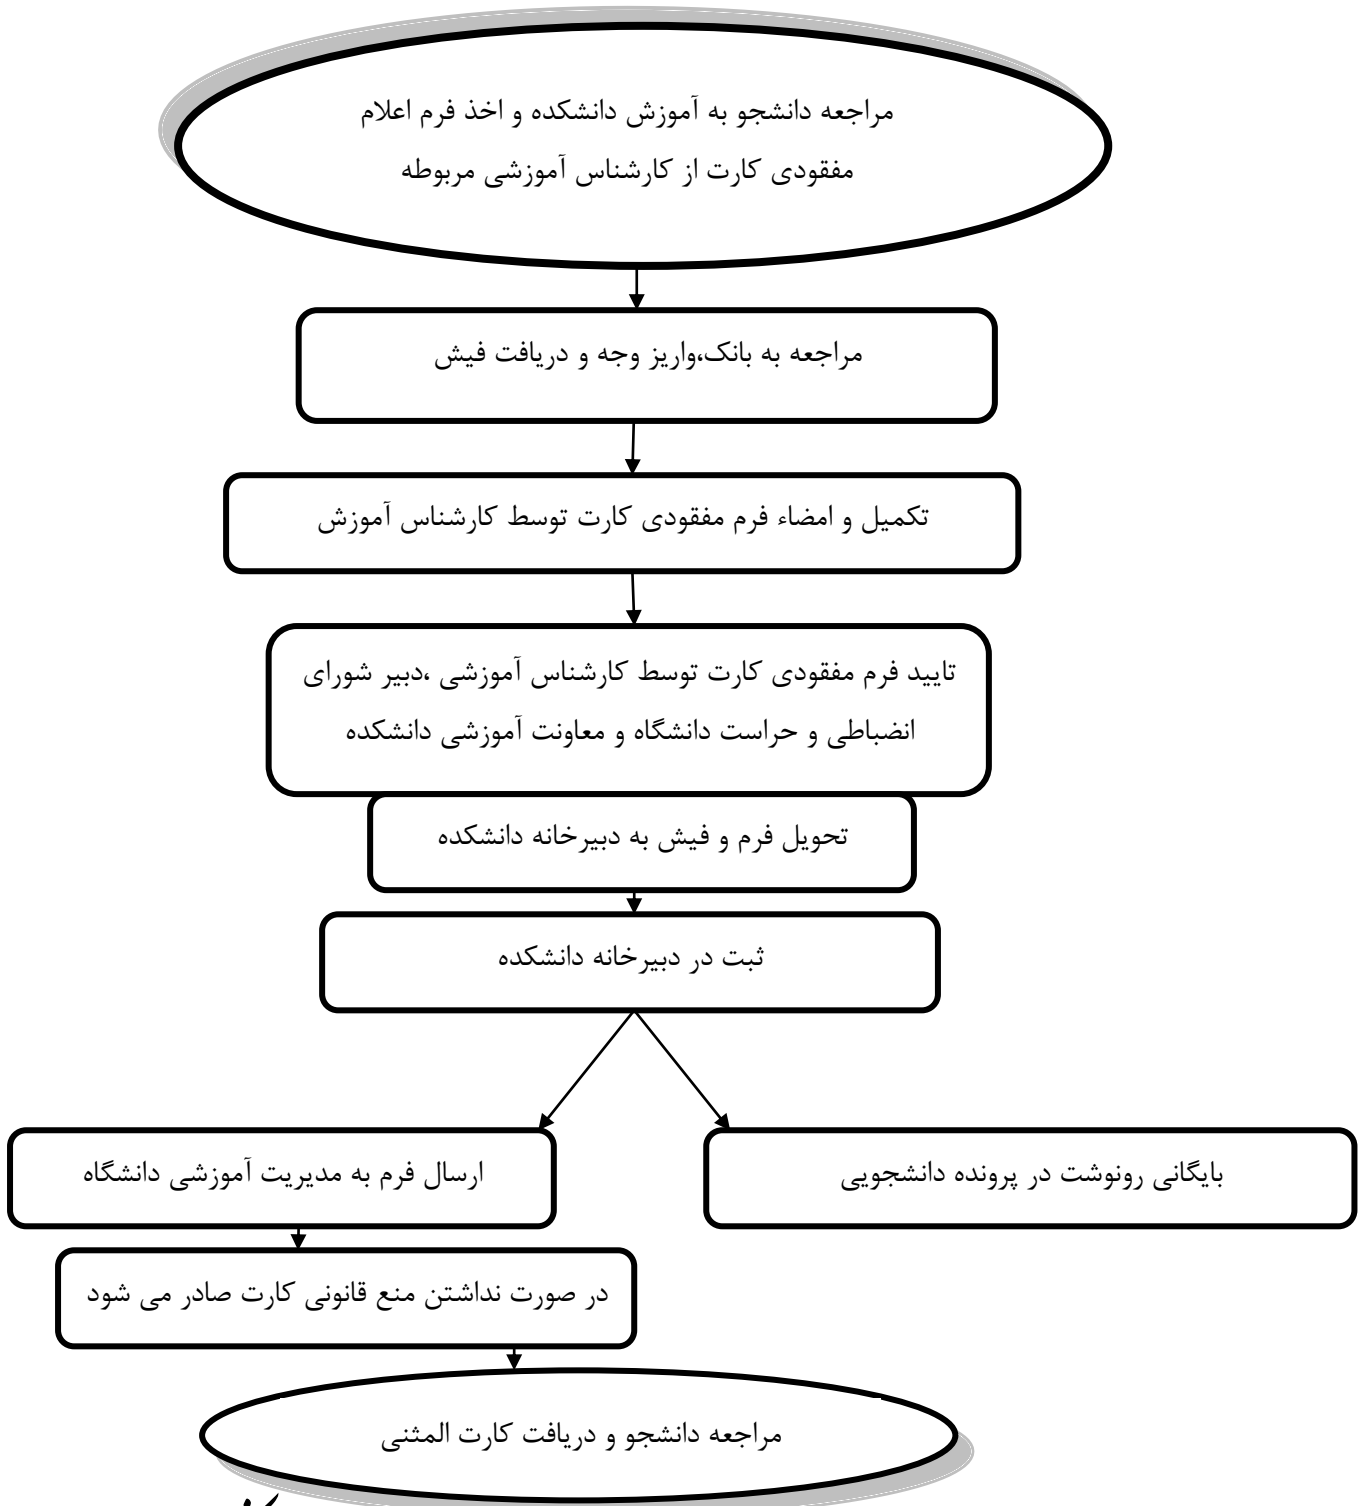 مراجعه دانشجو به آموزش دانشکده و اخذ فرم اعلام
مفقودی کارت از کارشناس آموزشی مربوطه
مراجعه به بانک،واریز وجه و دریافت فیش
تکمیل و امضاء فرم مفقودی کارت توسط کارشناس آموزش
تایید فرم مفقودی کارت توسط کارشناس آموزشی ،دبیر شورای
انضباطی و حراست دانشگاه و معاونت آموزشی دانشکده
تحویل فرم و فیش به دبیرخانه دانشکده
ثبت در دبیرخانه دانشکده
بایگانی رونوشت در پرونده دانشجویی
ارسال فرم به مدیریت آموزشی دانشگاه
در صورت نداشتن منع قانونی کارت صادر می شود
مراجعه دانشجو و دریافت کارت المثنی